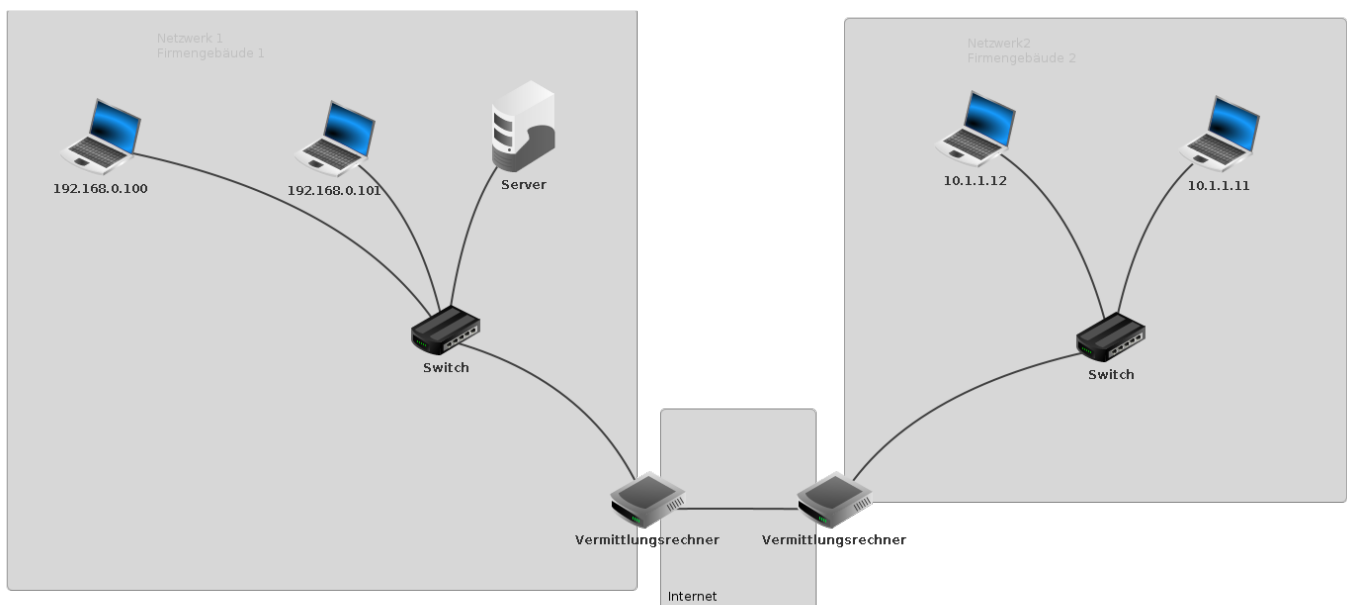 Netzwerk 1
Firmengebäude 1
Netzwerk2
Firmengebäude 2
192.168.0.100
192.168.0.101
Server
10.1.1.12
10.1.1.11
Switch
Switch
Vermittlungsrechner
Vermittlungsrechner
Internet